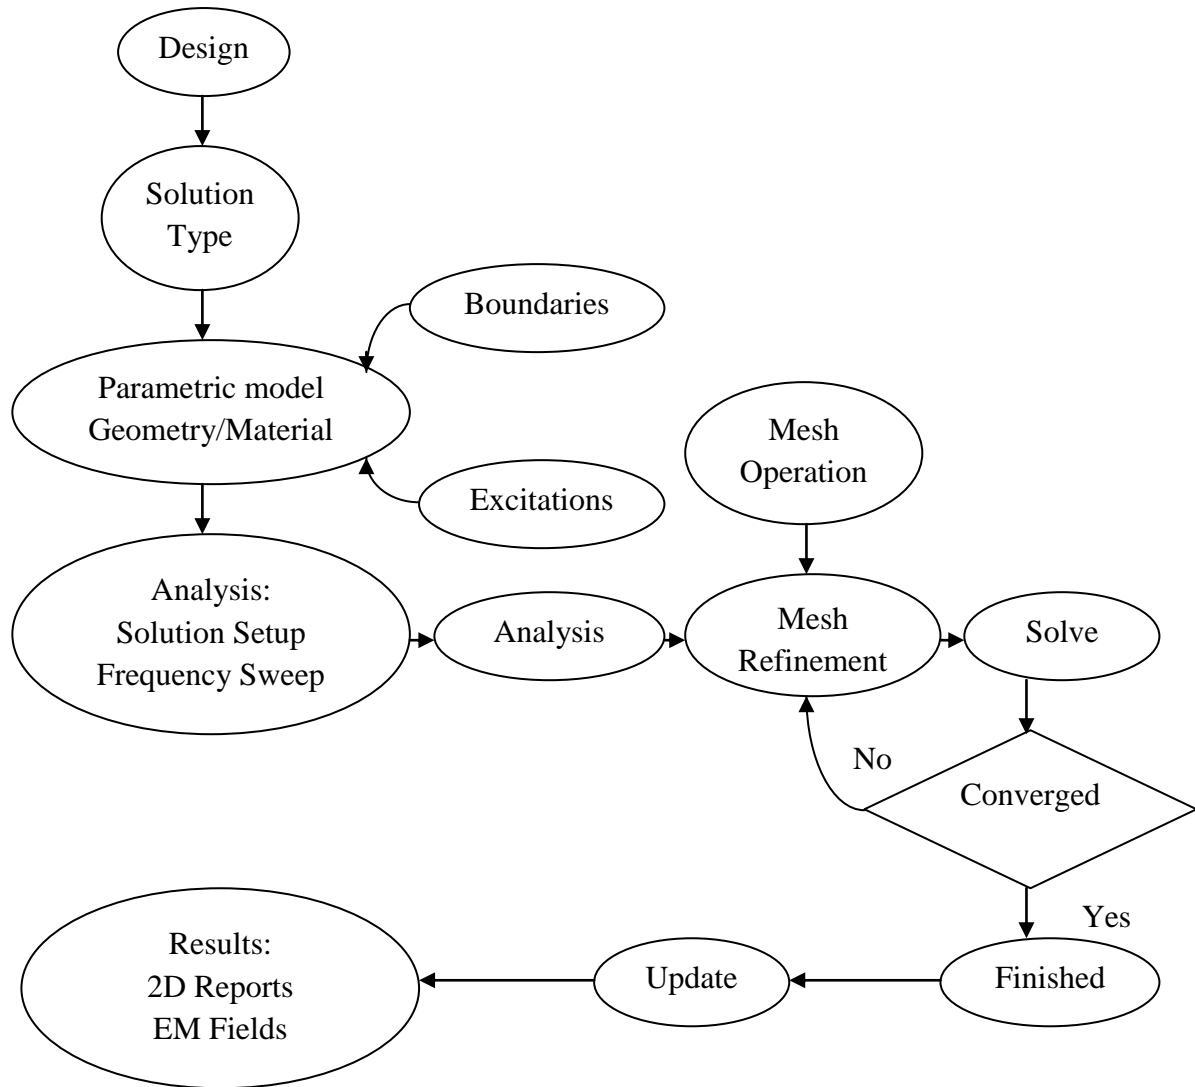 Design
Solution
Type
Boundaries
Parametric model
Geometry/Material
Mesh
Operation
Excitations
Analysis:
Solution Setup
Frequency Sweep
Analysis
Mesh
Refinement
Solve
No
Converged
Yes
Results:
2D Reports
EM Fields
Update
Finished